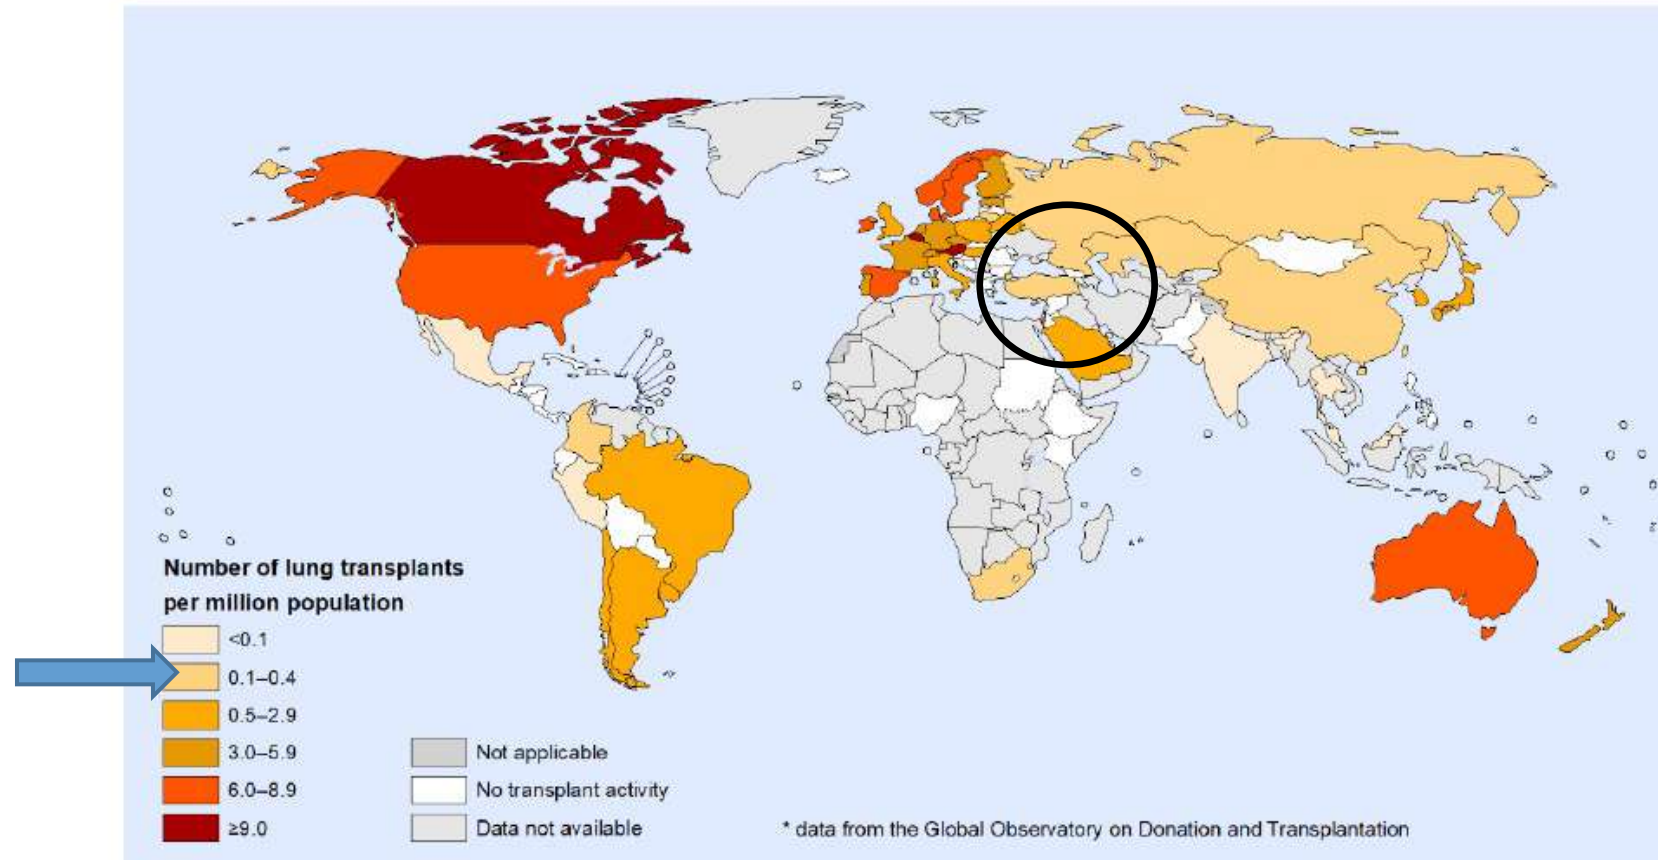 Number of lung transplants
per million population
<0.1
0.1–0.4
0.5–2.9
3.0–5.9
6.0–8.9
≥9.0
Not applicable
No transplant activity
Data not available
* data from the Global Observatory on Donation and Transplantation